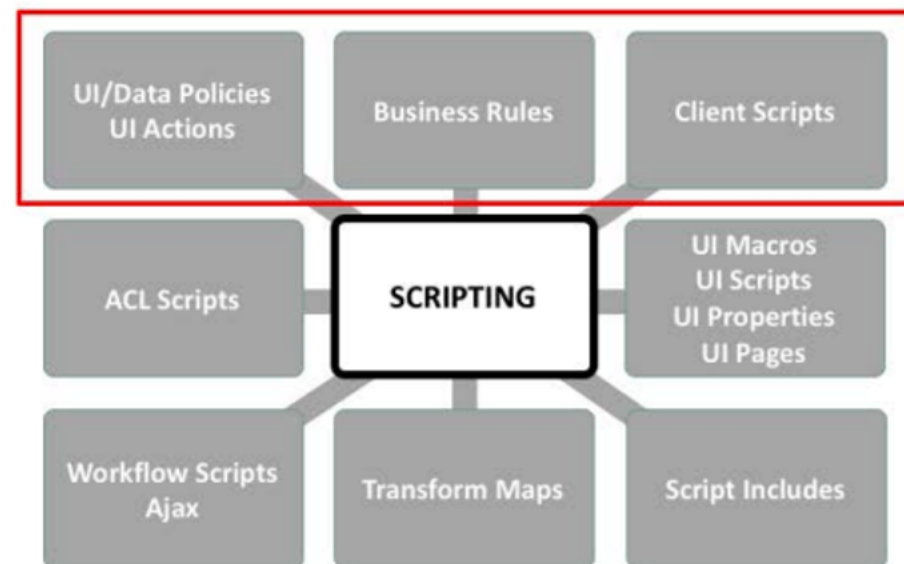 UI/Data Policies
UI Actions
Business Rules
Client Scripts
ACL Scripts
SCRIPTING
UI Macros
UI Scripts
UI Properties
UI Pages
Workflow Scripts
Ajax
Transform Maps
Script Includes